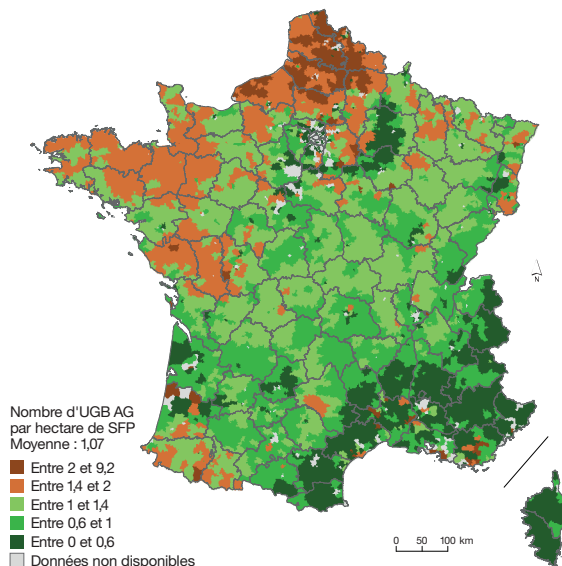 N
Nombre d'UGB AG
par hectare de SFP
Moyenne : 1,07
Entre 2 et 9,2
Entre 1,4 et 2
Entre 1 et 1,4
Entre 0,6 et 1
Entre 0 et 0,6
Données non disponibles
0 50 100 km